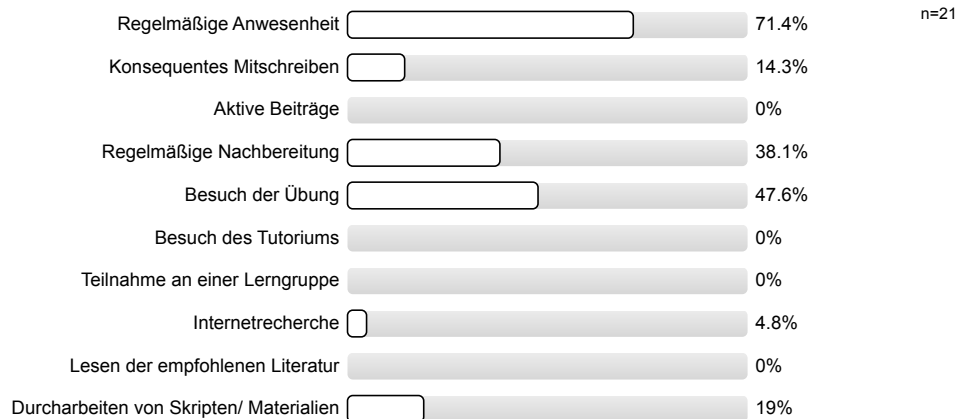 Regelmäßige Anwesenheit 71.4% n=21
Konsequentes Mitschreiben 14.3%
Aktive Beiträge 0%
Regelmäßige Nachbereitung 38.1%
Besuch der Übung 47.6%
Besuch des Tutoriums 0%
Teilnahme an einer Lerngruppe 0%
Internetrecherche 4.8%
Lesen der empfohlenen Literatur 0%
Durcharbeiten von Skripten/ Materialien 19%